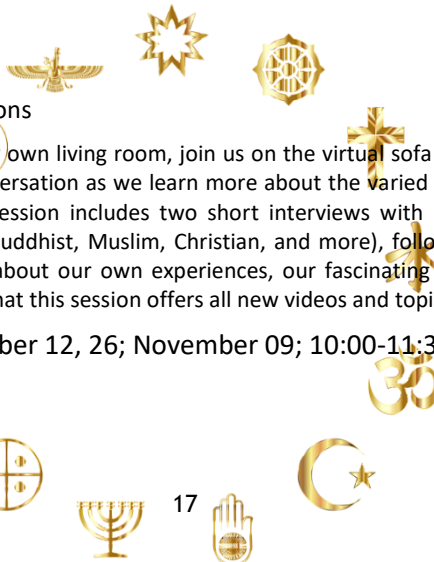 ons
own living room, join us on the virtual sofa
ersation as we learn more about the varied
ession includes two short interviews with
uddhist, Muslim, Christian, and more), follo
about our own experiences, our fascinating
hat this session offers all new videos and topi
ber 12, 26; November 09; 10:00-11:3
17